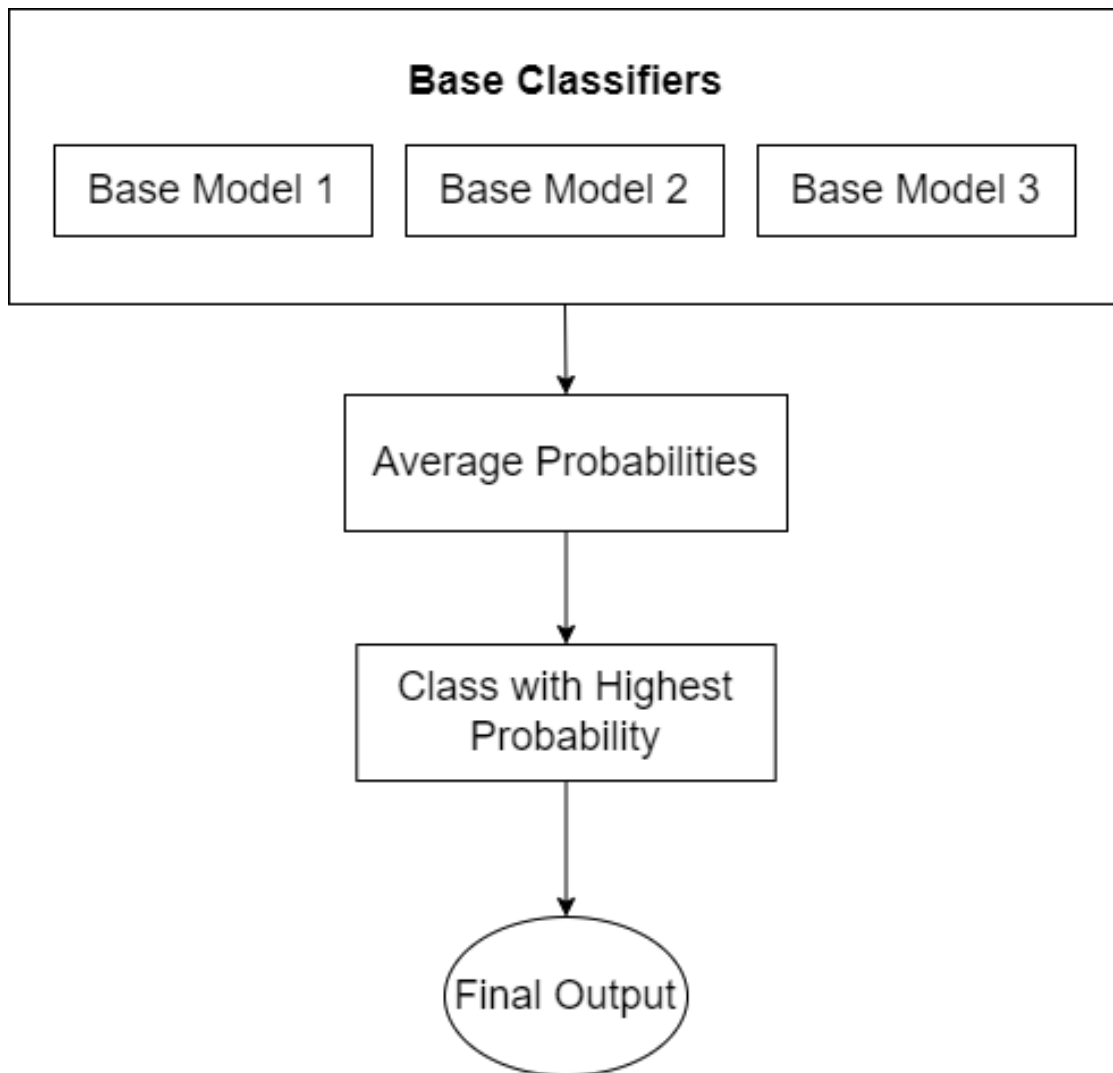 Base Classifiers
Base Model 1
Base Model 2
Base Model 3
Average Probabilities
Class with Highest
Probability
Final Output